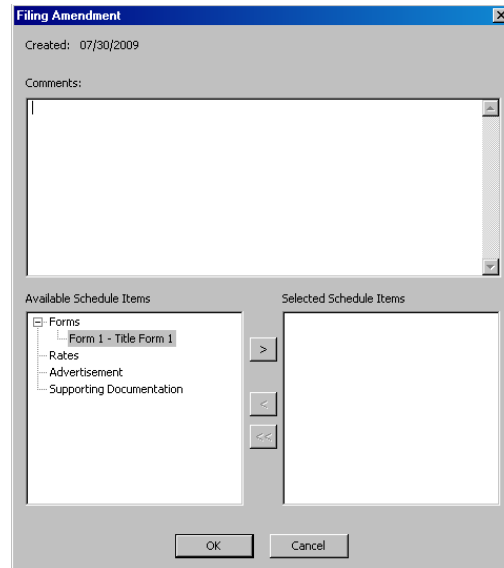 Filing Amendment
Created: 07/30/2009
Comments:
Available Schedule Items
Selected Schedule Items
Forms
Form 1 - Title Form 1
Rates
Advertisement
Supporting Documentation
>
<
<<
OK
Cancel